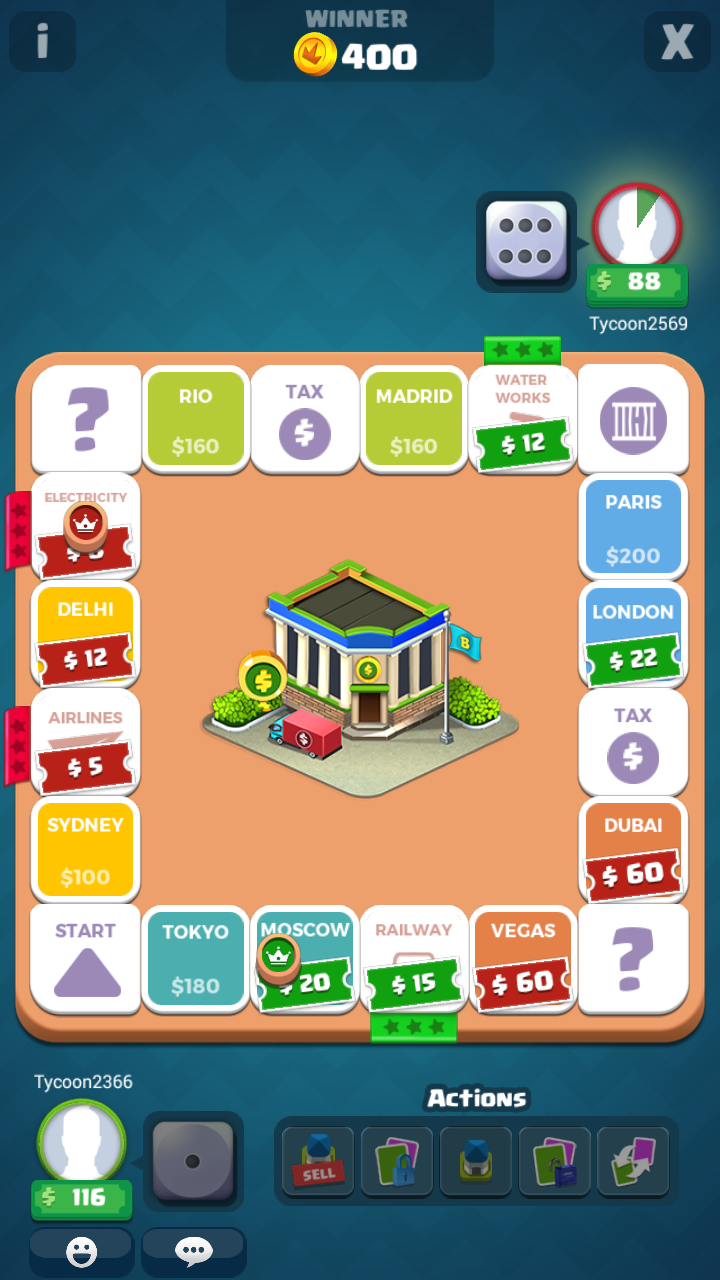 i
WINNER
400
X
$ 88
Tycoon2569
?
RIO
$160
TAX
$
MADRID
$160
WATER
WORKS
$ 12
ELECTRICITY
PARIS
$200
DELHI
$ 12
LONDON
$ 22
B
$
$
$
AIRLINES
$ 5
TAX
$
SYDNEY
$100
DUBAI
$ 60
START
TOKYO
$180
MOSCOW
$ 20
RAILWAY
$ 15
VEGAS
$ 60
?
Tycoon2366
$ 116
Actions
SELL